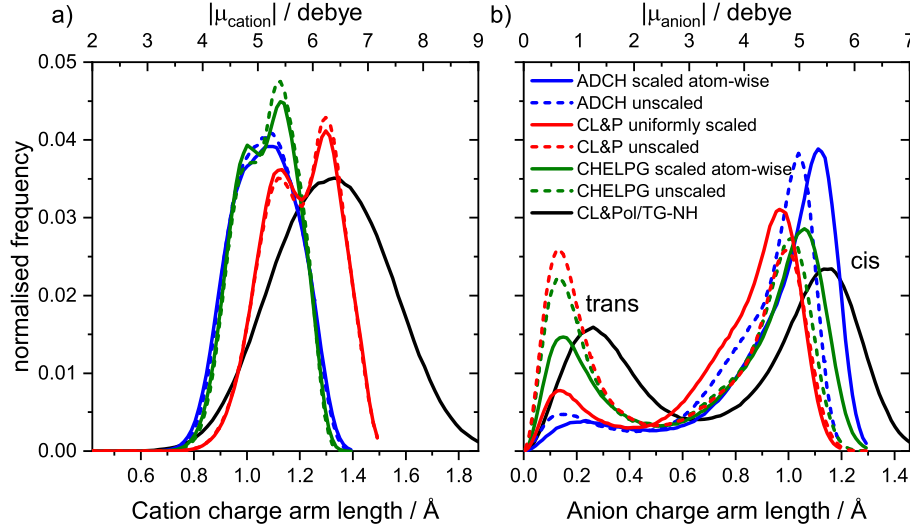 a)
|μcation| / debye
2 3 4 5 6 7 8 9
0.05
0.04
0.03
0.02
0.01
0.00
normalised frequency
0.6 0.8 1.0 1.2 1.4 1.6 1.8
Cation charge arm length / Å
b)
|μanion| / debye
0 1 2 3 4 5 6 7
ADCH scaled atom-wise
ADCH unscaled
CL&P uniformly scaled
CL&P unscaled
CHELPG scaled atom-wise
CHELPG unscaled
CL&Pol/TG-NH
trans
cis
0.0 0.2 0.4 0.6 0.8 1.0 1.2 1.4
Anion charge arm length / Å